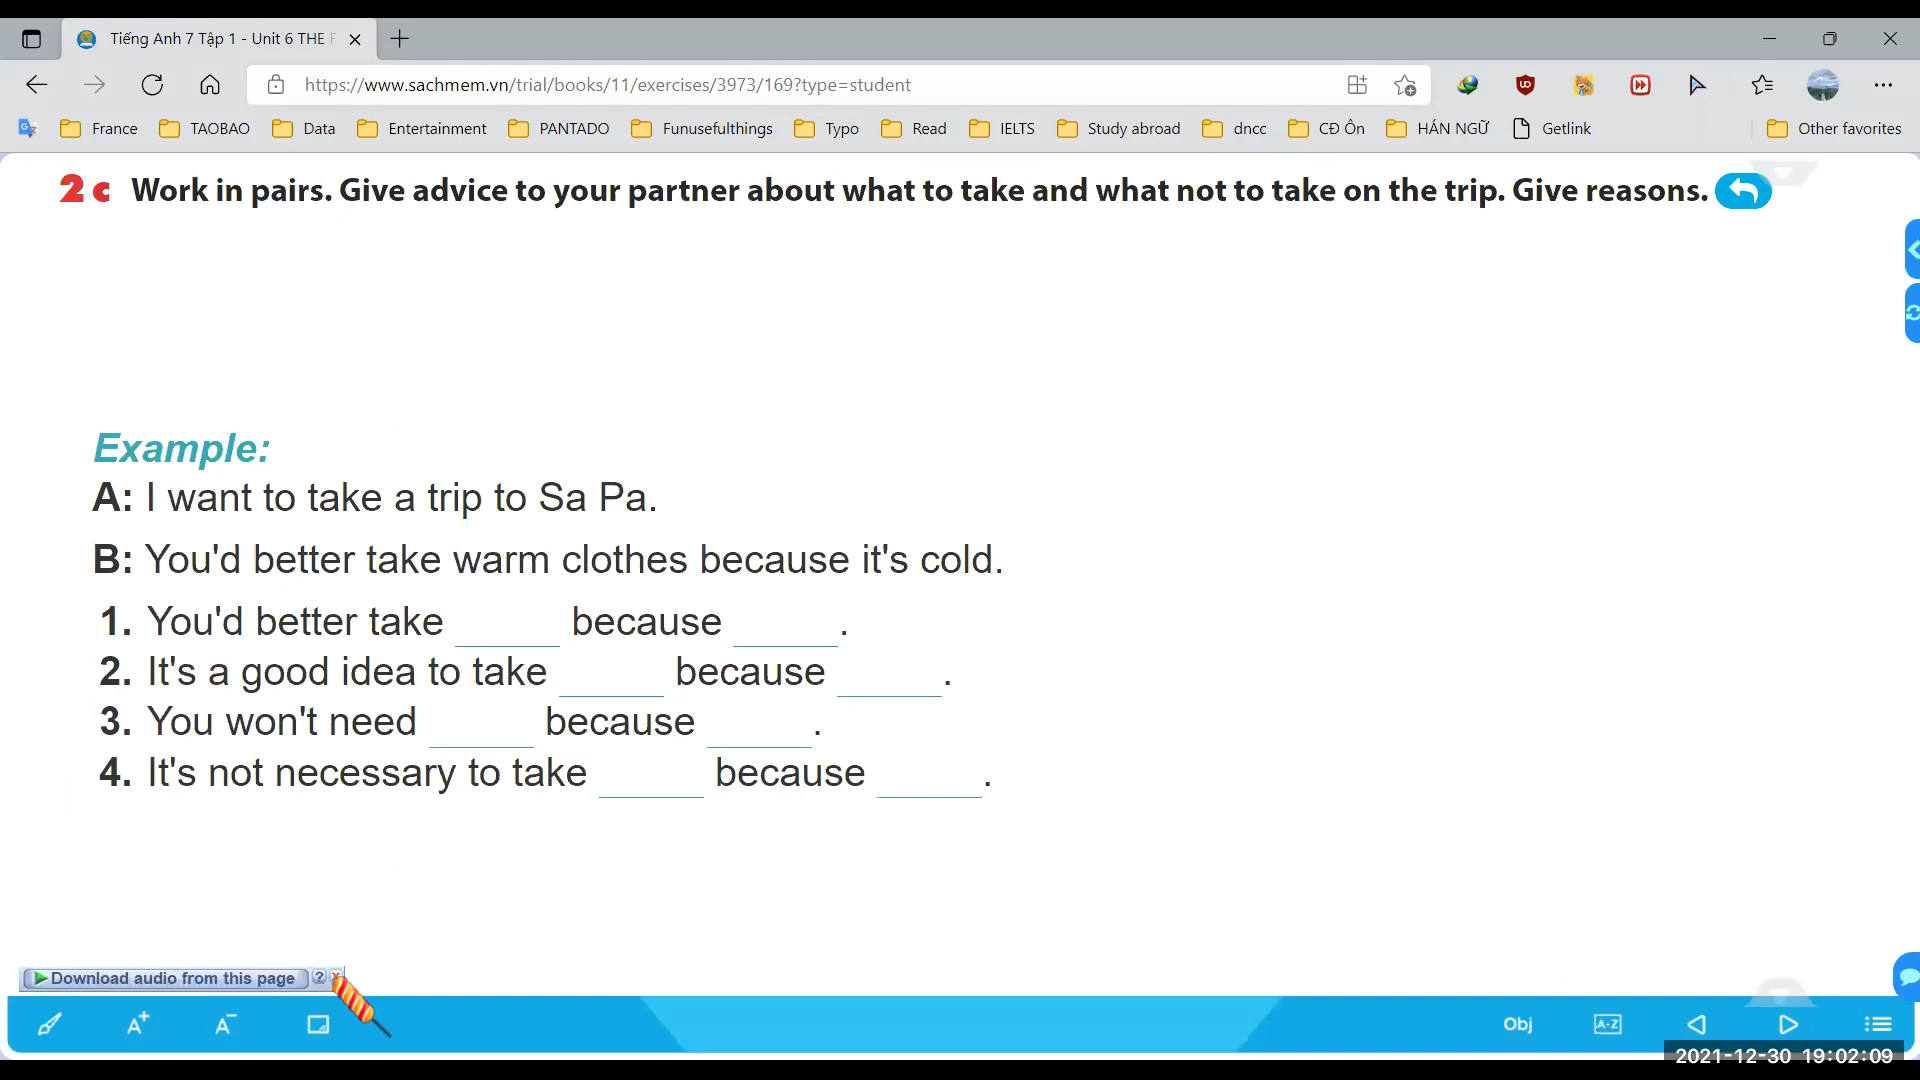 Tiếng Anh 7 Tập 1 - Unit 6 THE F
https://www.sachmem.vn/trial/books/11/exercises/3973/169?type=student
France TAOBAO Data Entertainment PANTADO Funusefulthings Typo Read IELTS Study abroad dncc CĐ Ôn HÁN NGỮ Getlink Other favorites
2 c Work in pairs. Give advice to your partner about what to take and what not to take on the trip. Give reasons.
Example:
A: I want to take a trip to Sa Pa.
B: You'd better take warm clothes because it's cold.
1. You'd better take _____ because _____.
2. It's a good idea to take _____ because _____.
3. You won't need _____ because _____.
4. It's not necessary to take _____ because _____.
Download audio from this page ?
A+ A- Obj A-Z
2021-12-30 19:02:09